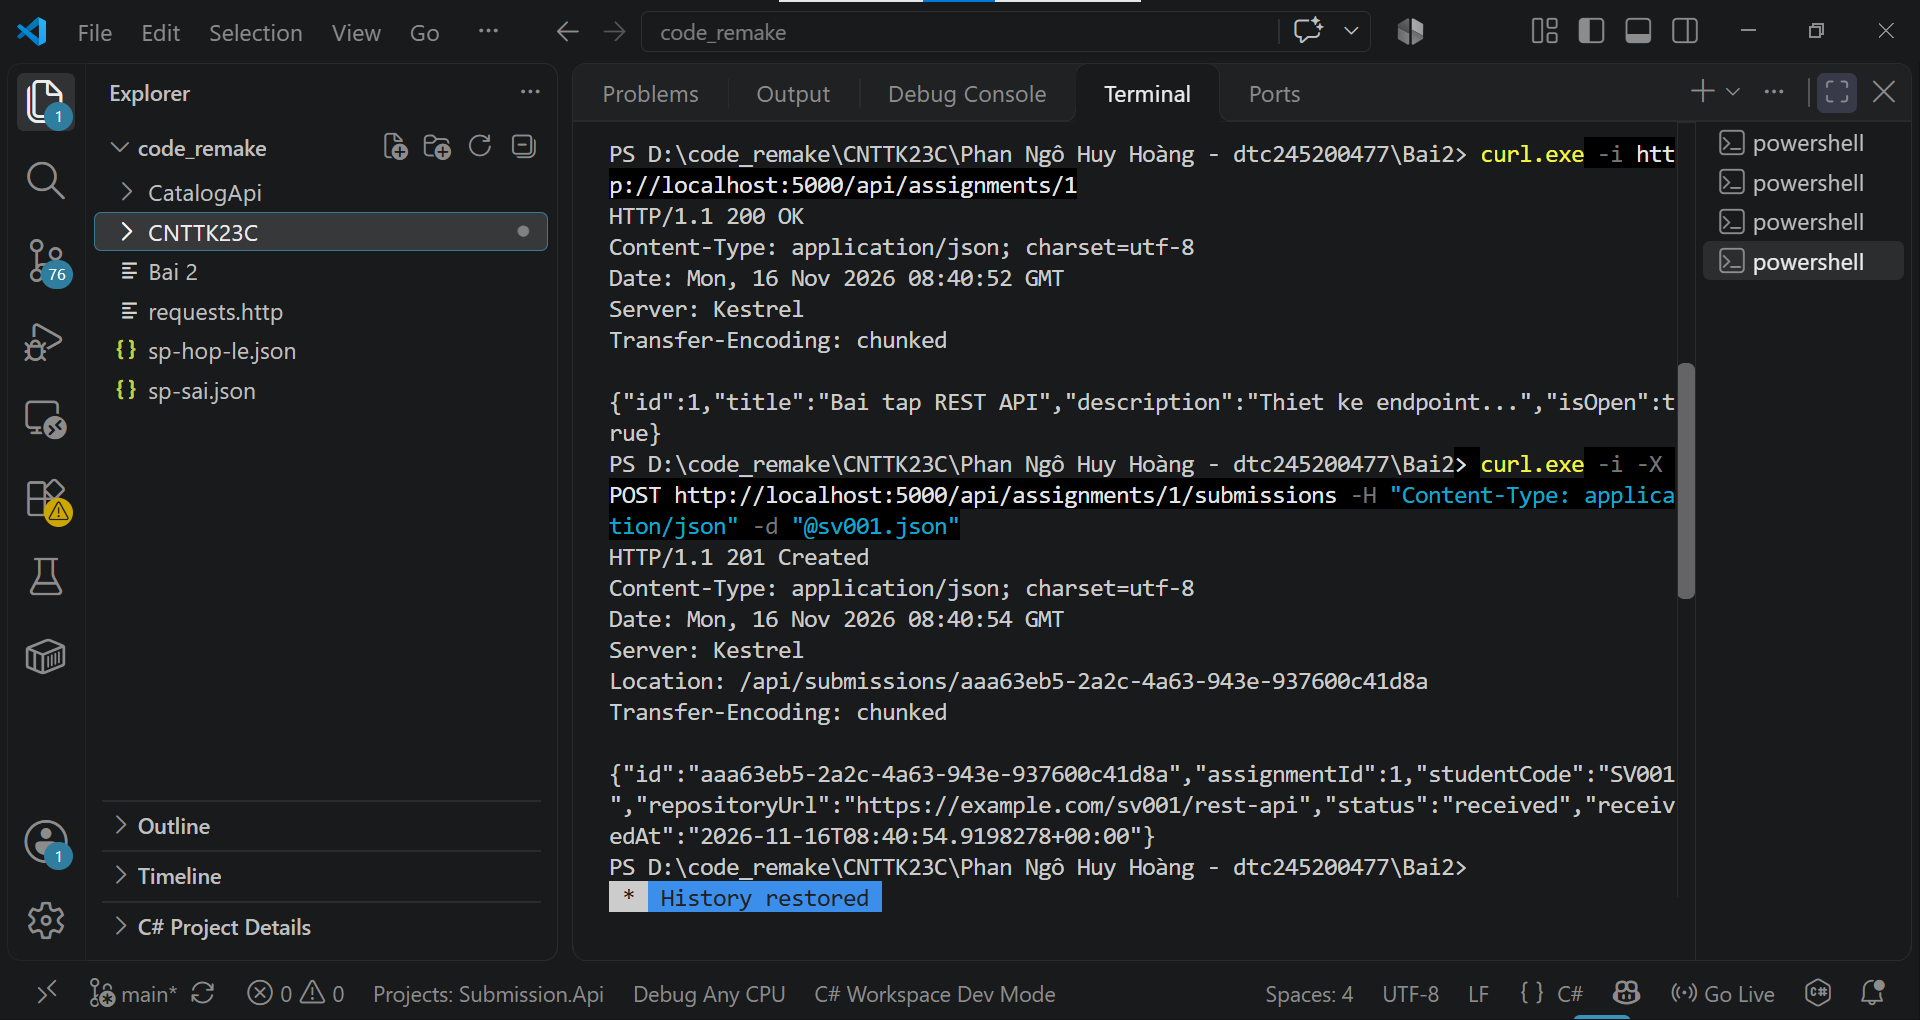 File Edit Selection View Go ...
code_remake
Explorer
code_remake
CatalogApi
CNTTK23C
Bai 2
requests.http
{} sp-hop-le.json
{} sp-sai.json
Outline
Timeline
C# Project Details
1
76
1
Problems Output Debug Console Terminal Ports
PS D:\code_remake\CNTTK23C\Phan Ngô Huy Hoàng - dtc245200477\Bai2> curl.exe -i htt
p://localhost:5000/api/assignments/1
HTTP/1.1 200 OK
Content-Type: application/json; charset=utf-8
Date: Mon, 16 Nov 2026 08:40:52 GMT
Server: Kestrel
Transfer-Encoding: chunked
{"id":1,"title":"Bai tap REST API","description":"Thiet ke endpoint...","isOpen":t
rue}
PS D:\code_remake\CNTTK23C\Phan Ngô Huy Hoàng - dtc245200477\Bai2> curl.exe -i -X
POST http://localhost:5000/api/assignments/1/submissions -H "Content-Type: applica
tion/json" -d "@sv001.json"
HTTP/1.1 201 Created
Content-Type: application/json; charset=utf-8
Date: Mon, 16 Nov 2026 08:40:54 GMT
Server: Kestrel
Location: /api/submissions/aaa63eb5-2a2c-4a63-943e-937600c41d8a
Transfer-Encoding: chunked
{"id":"aaa63eb5-2a2c-4a63-943e-937600c41d8a","assignmentId":1,"studentCode":"SV001
","repositoryUrl":"https://example.com/sv001/rest-api","status":"received","receiv
edAt":"2026-11-16T08:40:54.9198278+00:00"}
PS D:\code_remake\CNTTK23C\Phan Ngô Huy Hoàng - dtc245200477\Bai2>
* History restored
powershell
powershell
powershell
powershell
main* 0 0 Projects: Submission.Api Debug Any CPU C# Workspace Dev Mode Spaces: 4 UTF-8 LF {} C# Go Live C#